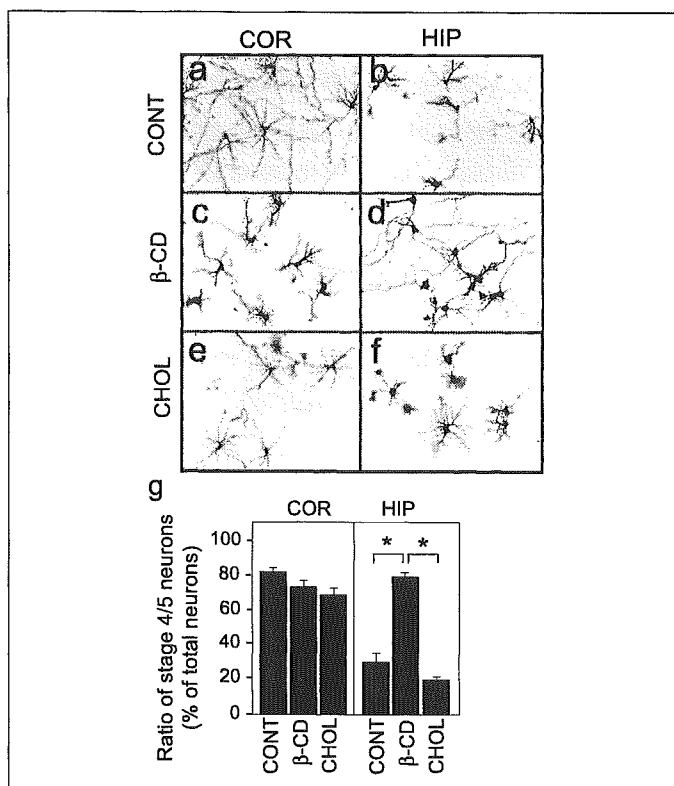 COR HIP
a b
CONT
c d
β-CD
e f
CHOL
g
COR HIP
Ratio of stage 4/5 neurons
(% of total neurons)
100
80
60
40
20
0
* *
CONT β-CD CHOL CONT β-CD CHOL